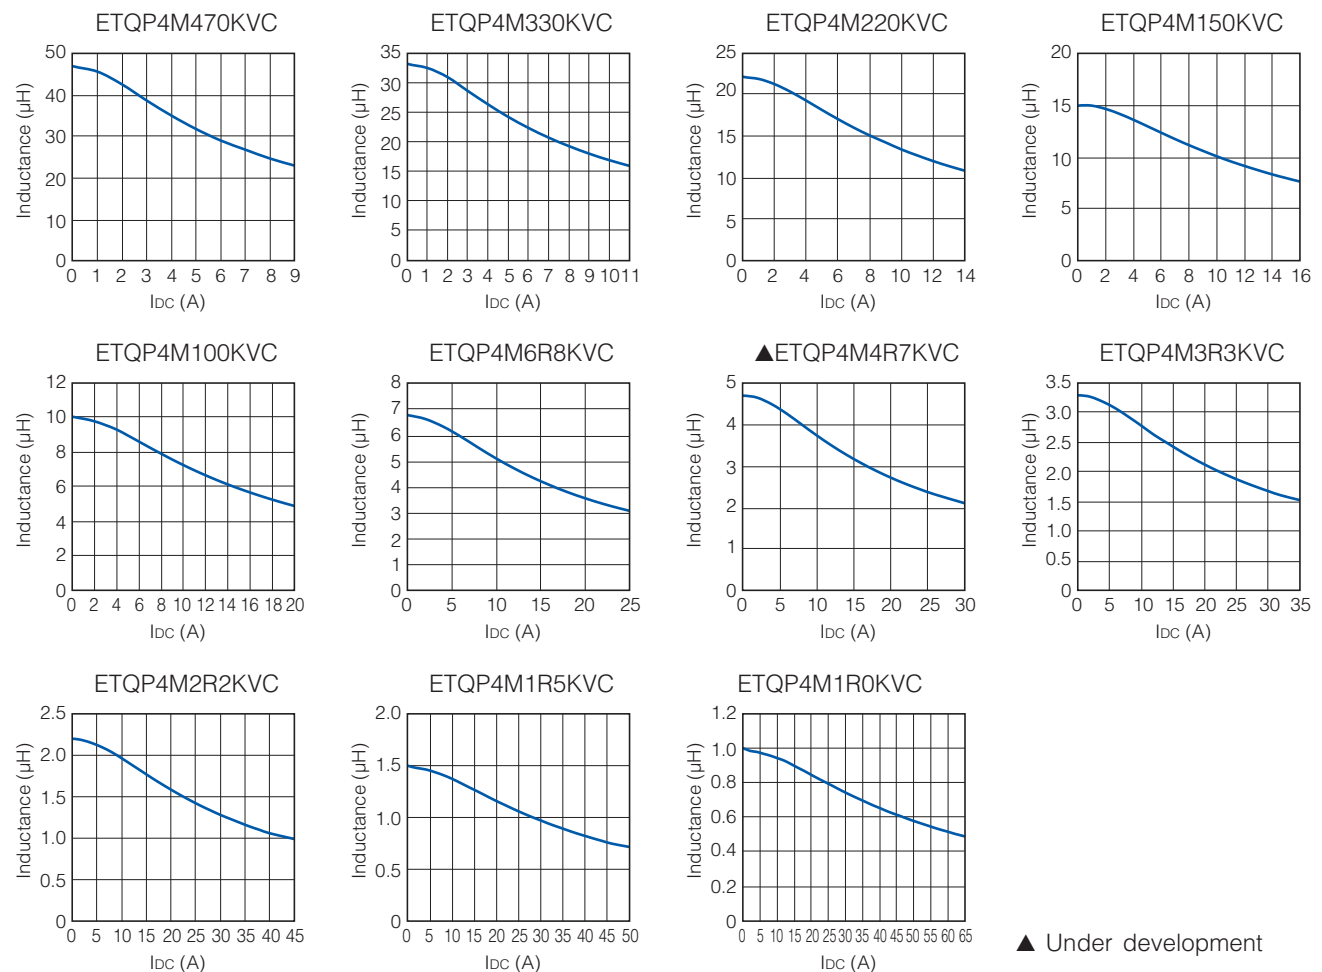 ETQP4M470KVC
Inductance (µH)
50
40
30
20
10
0
0 1 2 3 4 5 6 7 8 9
IDC (A)
ETQP4M330KVC
Inductance (µH)
35
30
25
20
15
10
5
0
0 1 2 3 4 5 6 7 8 9 10 11
IDC (A)
ETQP4M220KVC
Inductance (µH)
25
20
15
10
5
0
0 2 4 6 8 10 12 14
IDC (A)
ETQP4M150KVC
Inductance (µH)
20
15
10
5
0
0 2 4 6 8 10 12 14 16
IDC (A)
ETQP4M100KVC
Inductance (µH)
12
10
8
6
4
2
0
0 2 4 6 8 10 12 14 16 18 20
IDC (A)
ETQP4M6R8KVC
Inductance (µH)
8
7
6
5
4
3
2
1
0
0 5 10 15 20 25
IDC (A)
▲ETQP4M4R7KVC
Inductance (µH)
5
4
3
2
1
0
0 5 10 15 20 25 30
IDC (A)
ETQP4M3R3KVC
Inductance (µH)
3.5
3.0
2.5
2.0
1.5
1.0
0.5
0
0 5 10 15 20 25 30 35
IDC (A)
ETQP4M2R2KVC
Inductance (µH)
2.5
2.0
1.5
1.0
0.5
0
0 5 10 15 20 25 30 35 40 45
IDC (A)
ETQP4M1R5KVC
Inductance (µH)
2.0
1.5
1.0
0.5
0
0 5 10 15 20 25 30 35 40 45 50
IDC (A)
ETQP4M1R0KVC
Inductance (µH)
1.2
1.0
0.8
0.6
0.4
0.2
0
0 5 10 15 20 25 30 35 40 45 50 55 60 65
IDC (A)
▲ Under development